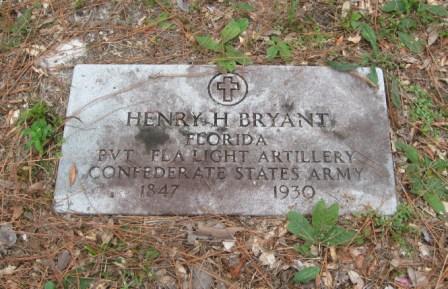 HENRY H BRYANT
FLORIDA
PVT FLA LIGHT ARTILLERY
CONFEDERATE STATES ARMY
1847 1930